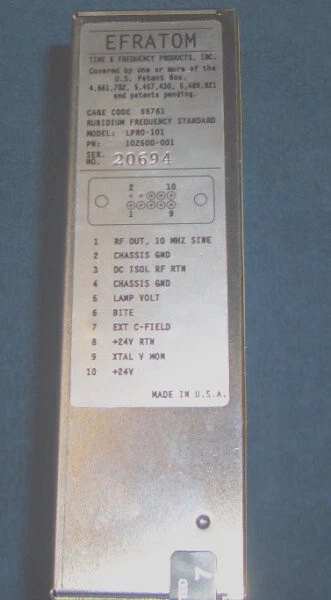 EFRATOM
TIME & FREQUENCY PRODUCTS, INC.
Covered by one or more of the
U.S. Patent Nos.
4,661,782, 5,457,430, 5,489,821
and patents pending.
CAGE CODE 55761
RUBIDIUM FREQUENCY STANDARD
MODEL: LPRO-101
PN: 102500-001
SER. NO. 20694
2 10
1 9
1 RF OUT, 10 MHZ SINE
2 CHASSIS GND
3 DC ISOL RF RTN
4 CHASSIS GND
5 LAMP VOLT
6 BITE
7 EXT C-FIELD
8 +24V RTN
9 XTAL V MON
10 +24V
MADE IN U.S.A.